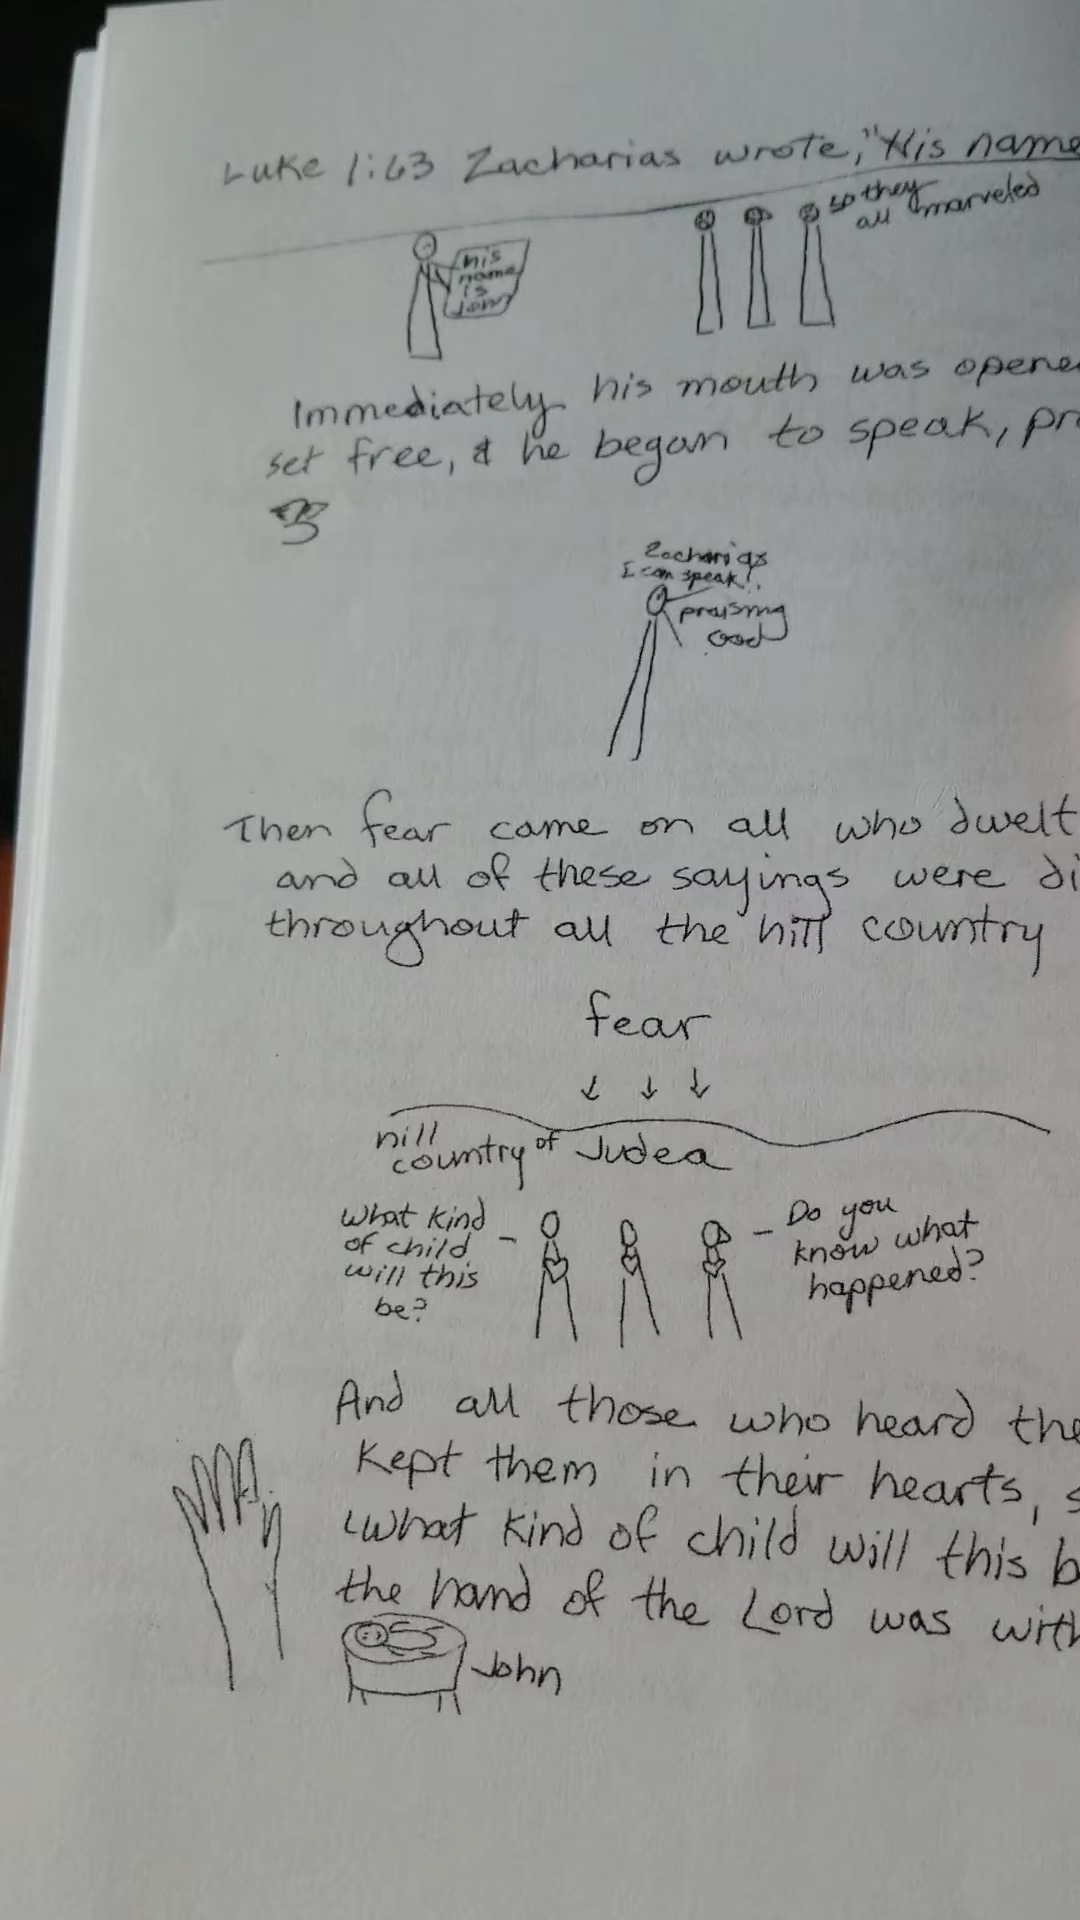 Luke 1:63 Zacharias wrote, "His name
his
name
is
John
so they
all marveled
Immediately his mouth was opene
set free, & he began to speak, pr
Zacharias
I can speak!
praising
God
Then fear came on all who dwelt
and all of these sayings were di
throughout all the hill country
fear
hill
country of Judea
what kind
of child
will this
be?
Do you
know what
happened?
And all those who heard the
kept them in their hearts, s
what kind of child will this b
the hand of the Lord was with
John